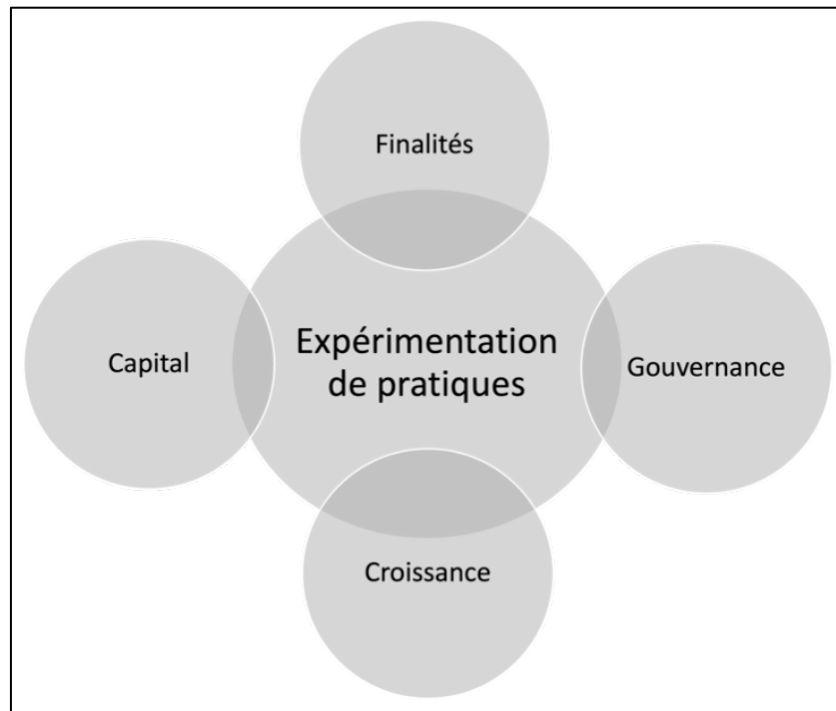 Finalités
Capital
Expérimentation
de pratiques
Gouvernance
Croissance